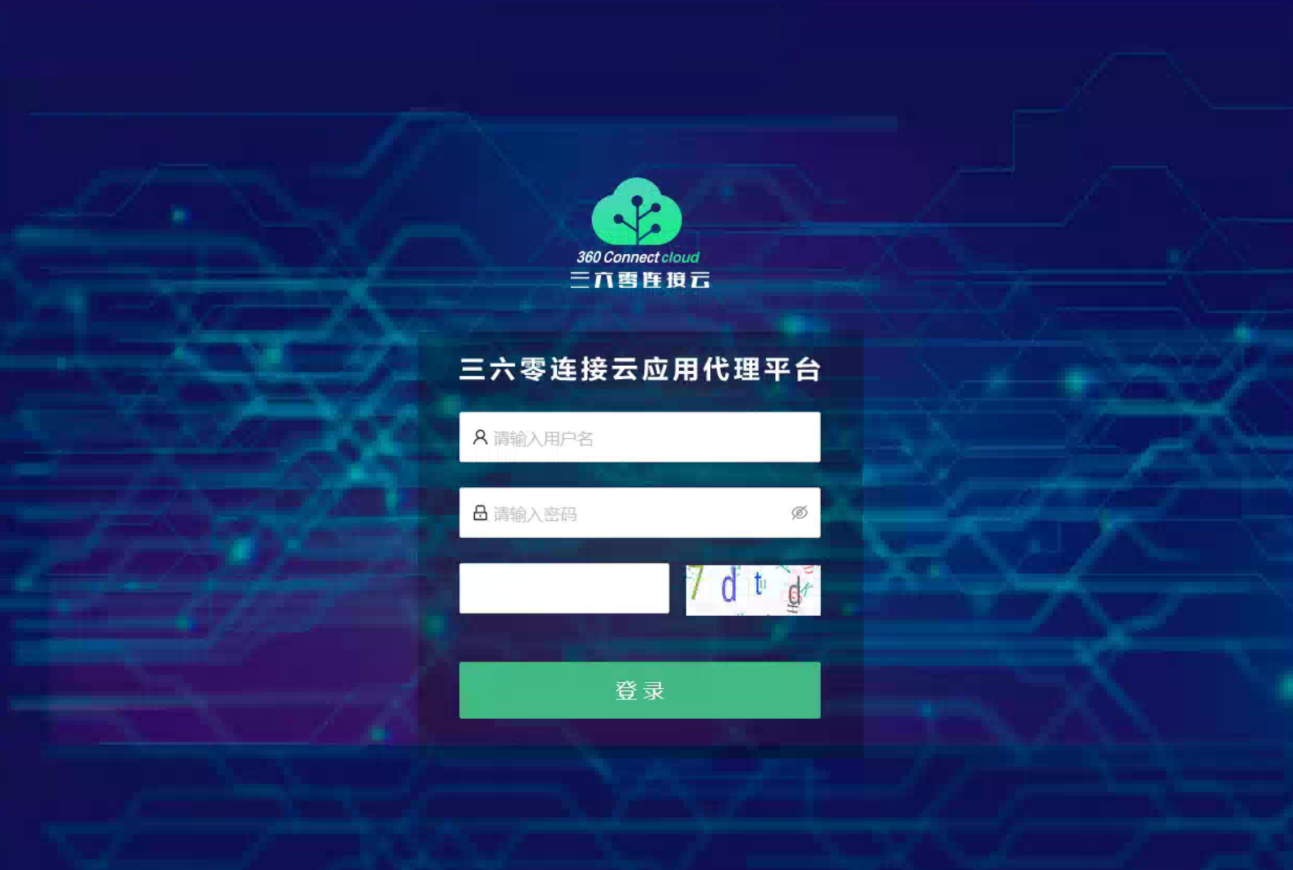 360 Connect cloud
三六零连接云
三六零连接云应用代理平台
请输入用户名
请输入密码
7dtd
登录